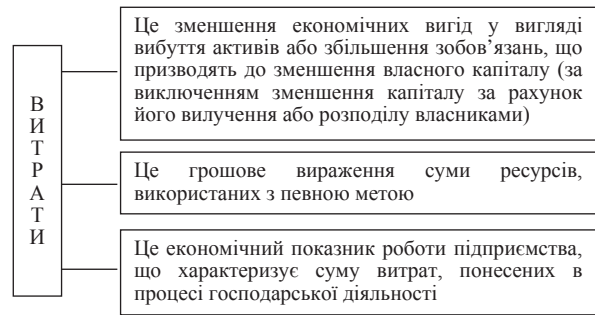 ВИТРАТИ
Це зменшення економічних вигід у вигляді
вибуття активів або збільшення зобов’язань, що
призводять до зменшення власного капіталу (за
виключенням зменшення капіталу за рахунок
його вилучення або розподілу власниками)
Це грошове вираження суми ресурсів,
використаних з певною метою
Це економічний показник роботи підприємства,
що характеризує суму витрат, понесених в
процесі господарської діяльності